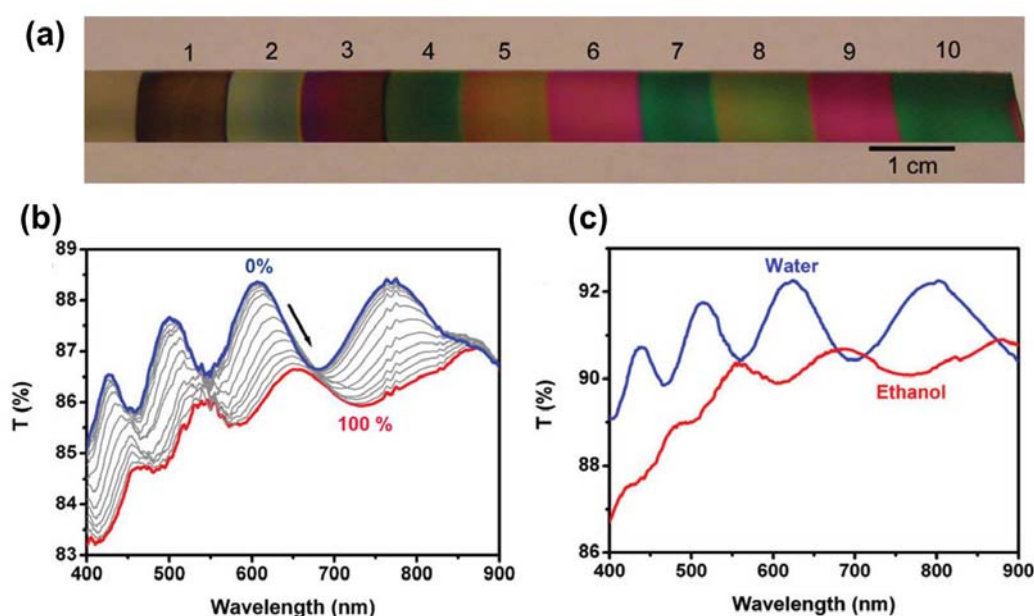 (a)
1 2 3 4 5 6 7 8 9 10
1 cm
(b)
89
88
87
86
85
84
83
T (%)
0%
100 %
400 500 600 700 800 900
Wavelength (nm)
(c)
92
90
88
86
T (%)
Water
Ethanol
400 500 600 700 800 900
Wavelength (nm)